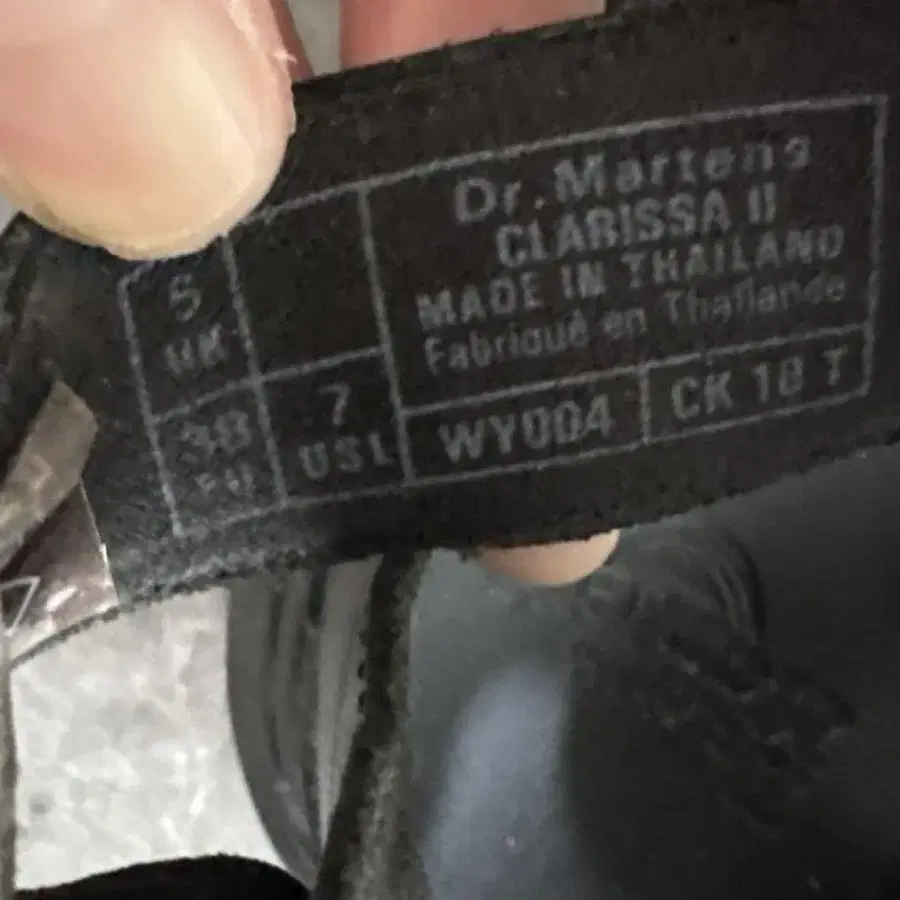 Dr. Martens
CLARISSA II
MADE IN THAILAND
Fabriqué en Thaïlande
5
UK
38
EU
7
USL
WY004
CK 18 T